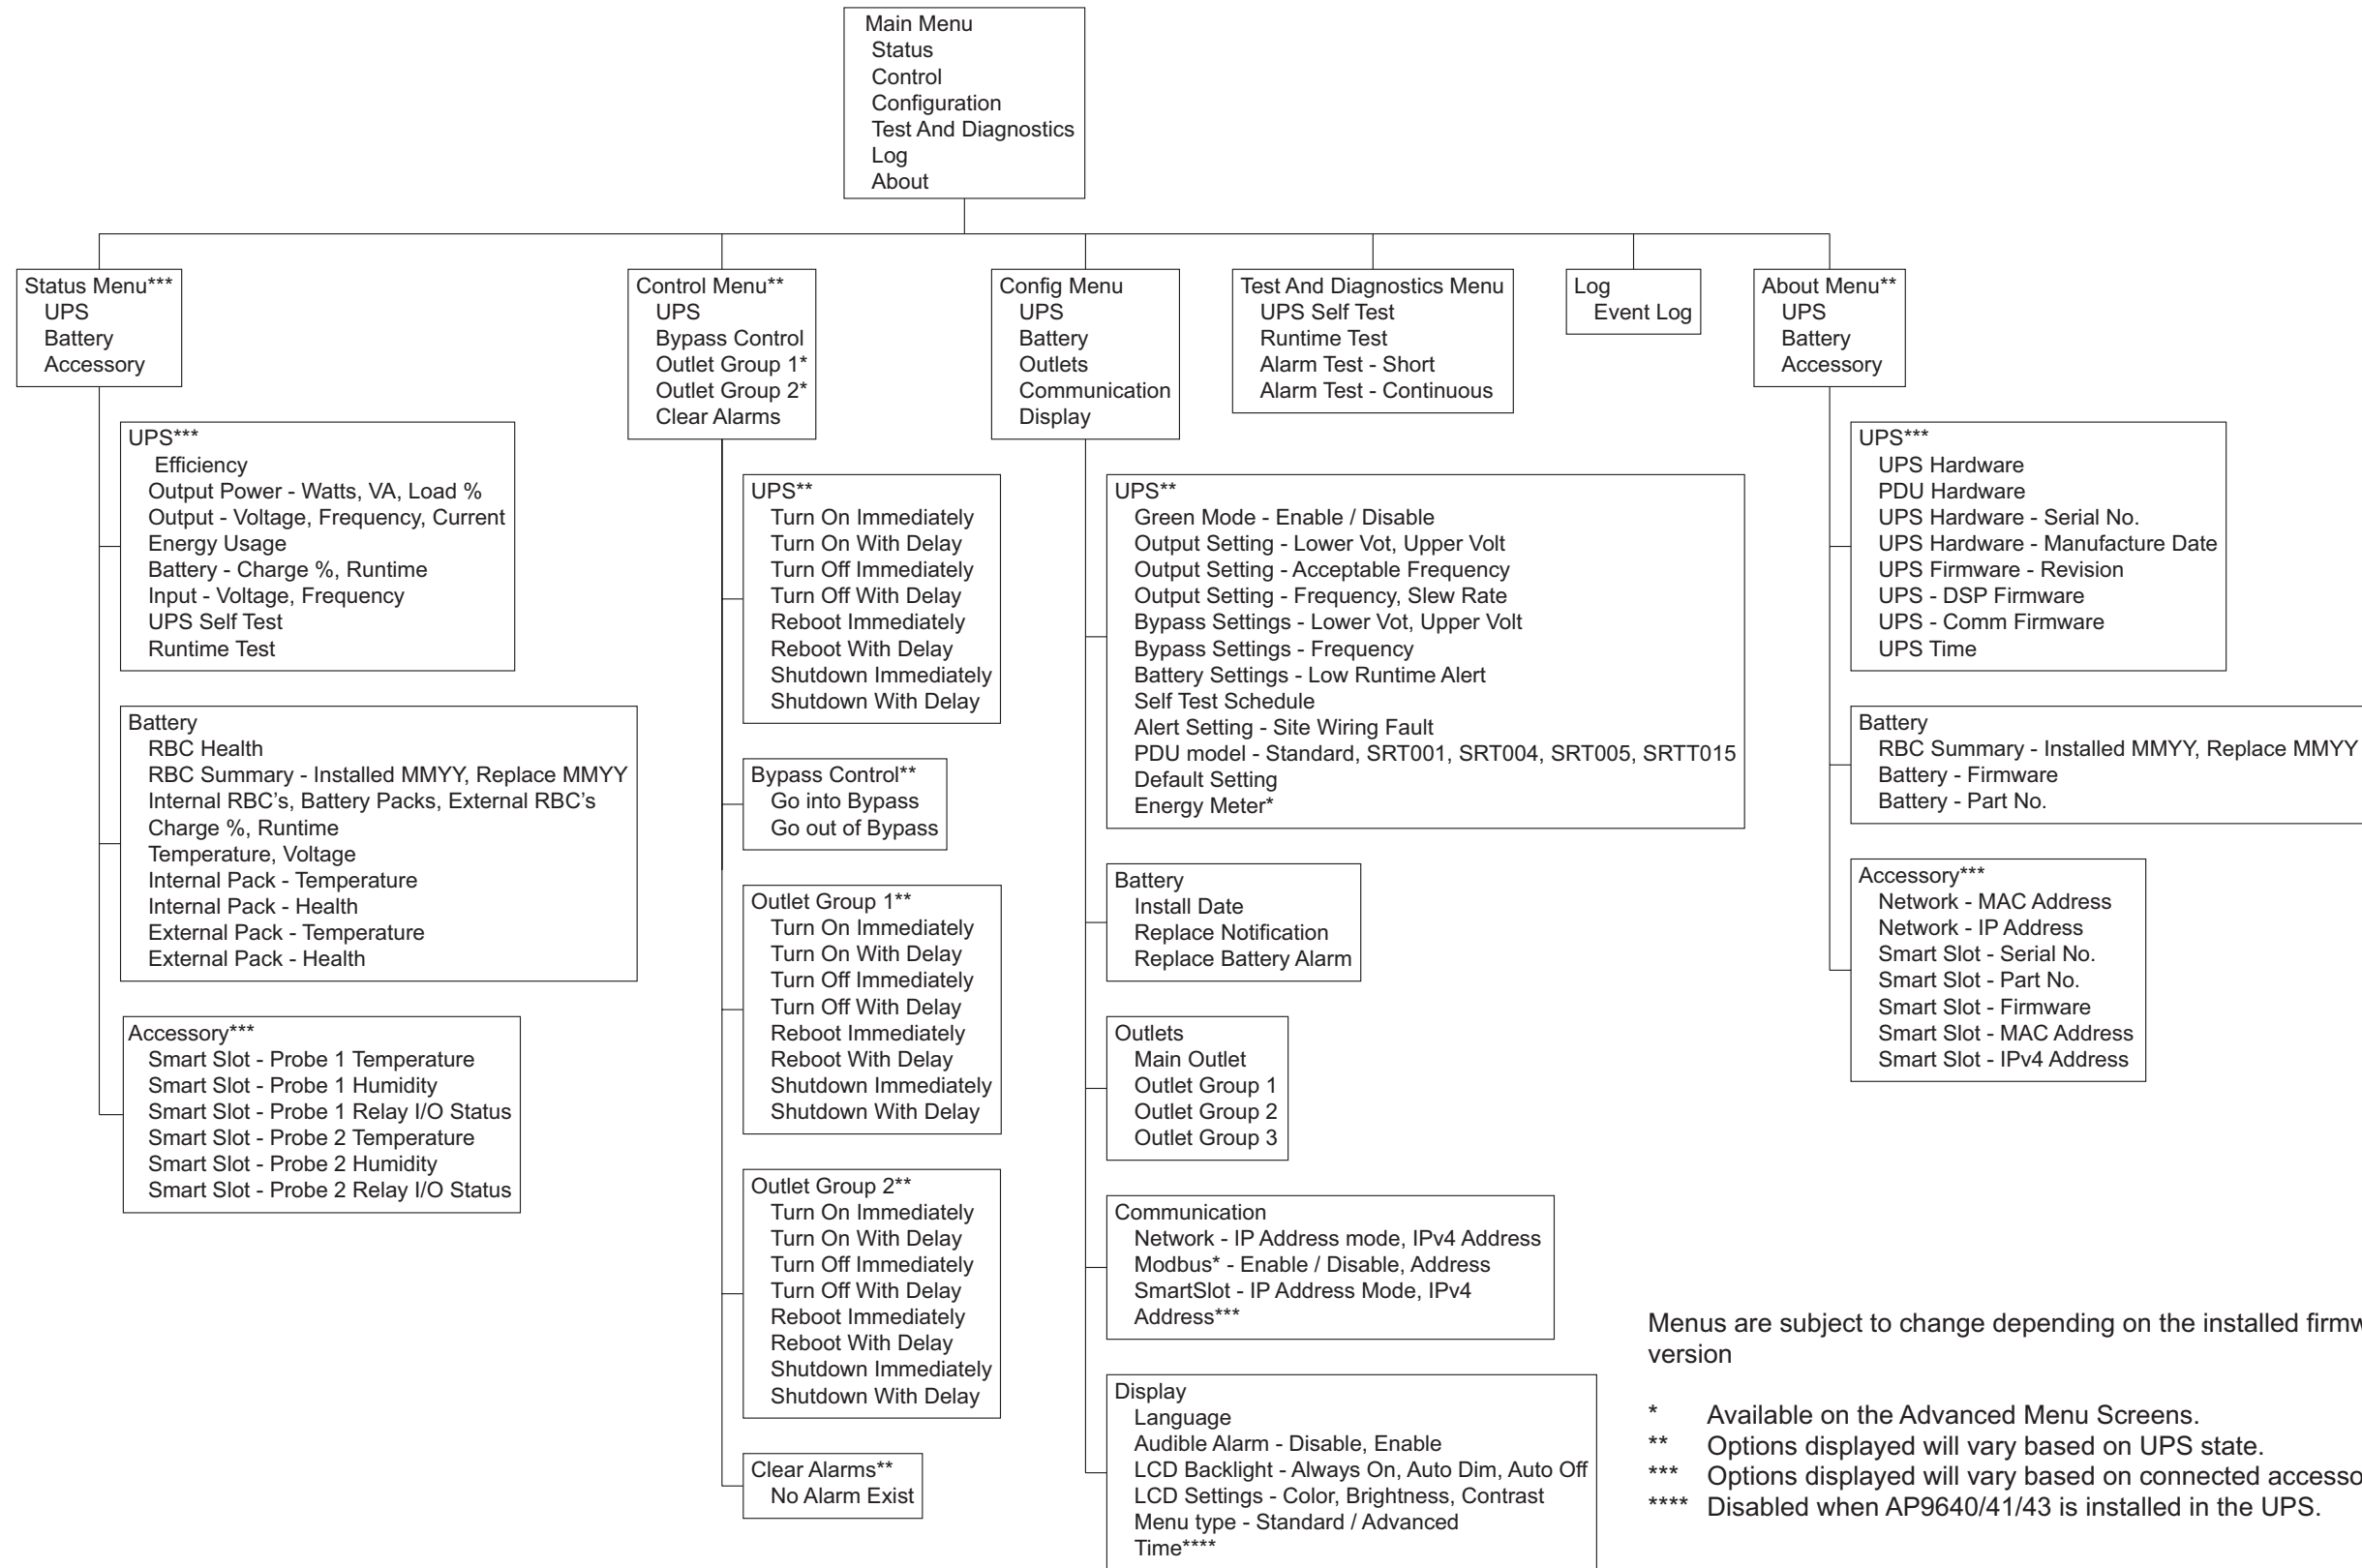 Main Menu
Status
Control
Configuration
Test And Diagnostics
Log
About
Status Menu***
UPS
Battery
Accessory
UPS***
Efficiency
Output Power - Watts, VA, Load %
Output - Voltage, Frequency, Current
Energy Usage
Battery - Charge %, Runtime
Input - Voltage, Frequency
UPS Self Test
Runtime Test
Battery
RBC Health
RBC Summary - Installed MMYY, Replace MMYY
Internal RBC's, Battery Packs, External RBC's
Charge %, Runtime
Temperature, Voltage
Internal Pack - Temperature
Internal Pack - Health
External Pack - Temperature
External Pack - Health
Accessory***
Smart Slot - Probe 1 Temperature
Smart Slot - Probe 1 Humidity
Smart Slot - Probe 1 Relay I/O Status
Smart Slot - Probe 2 Temperature
Smart Slot - Probe 2 Humidity
Smart Slot - Probe 2 Relay I/O Status
Control Menu**
UPS
Bypass Control
Outlet Group 1*
Outlet Group 2*
Clear Alarms
UPS**
Turn On Immediately
Turn On With Delay
Turn Off Immediately
Turn Off With Delay
Reboot Immediately
Reboot With Delay
Shutdown Immediately
Shutdown With Delay
Bypass Control**
Go into Bypass
Go out of Bypass
Outlet Group 1**
Turn On Immediately
Turn On With Delay
Turn Off Immediately
Turn Off With Delay
Reboot Immediately
Reboot With Delay
Shutdown Immediately
Shutdown With Delay
Outlet Group 2**
Turn On Immediately
Turn On With Delay
Turn Off Immediately
Turn Off With Delay
Reboot Immediately
Reboot With Delay
Shutdown Immediately
Shutdown With Delay
Clear Alarms**
No Alarm Exist
Config Menu
UPS
Battery
Outlets
Communication
Display
UPS**
Green Mode - Enable / Disable
Output Setting - Lower Vot, Upper Volt
Output Setting - Acceptable Frequency
Output Setting - Frequency, Slew Rate
Bypass Settings - Lower Vot, Upper Volt
Bypass Settings - Frequency
Battery Settings - Low Runtime Alert
Self Test Schedule
Alert Setting - Site Wiring Fault
PDU model - Standard, SRT001, SRT004, SRT005, SRTT015
Default Setting
Energy Meter*
Battery
Install Date
Replace Notification
Replace Battery Alarm
Outlets
Main Outlet
Outlet Group 1
Outlet Group 2
Outlet Group 3
Communication
Network - IP Address mode, IPv4 Address
Modbus* - Enable / Disable, Address
SmartSlot - IP Address Mode, IPv4
Address***
Display
Language
Audible Alarm - Disable, Enable
LCD Backlight - Always On, Auto Dim, Auto Off
LCD Settings - Color, Brightness, Contrast
Menu type - Standard / Advanced
Time****
Test And Diagnostics Menu
UPS Self Test
Runtime Test
Alarm Test - Short
Alarm Test - Continuous
Log
Event Log
About Menu**
UPS
Battery
Accessory
UPS***
UPS Hardware
PDU Hardware
UPS Hardware - Serial No.
UPS Hardware - Manufacture Date
UPS Firmware - Revision
UPS - DSP Firmware
UPS - Comm Firmware
UPS Time
Battery
RBC Summary - Installed MMYY, Replace MMYY
Battery - Firmware
Battery - Part No.
Accessory***
Network - MAC Address
Network - IP Address
Smart Slot - Serial No.
Smart Slot - Part No.
Smart Slot - Firmware
Smart Slot - MAC Address
Smart Slot - IPv4 Address
Menus are subject to change depending on the installed
version
* Available on the Advanced Menu Screens.
** Options displayed will vary based on UPS state.
*** Options displayed will vary based on connected
**** Disabled when AP9640/41/43 is installed in the UPS.